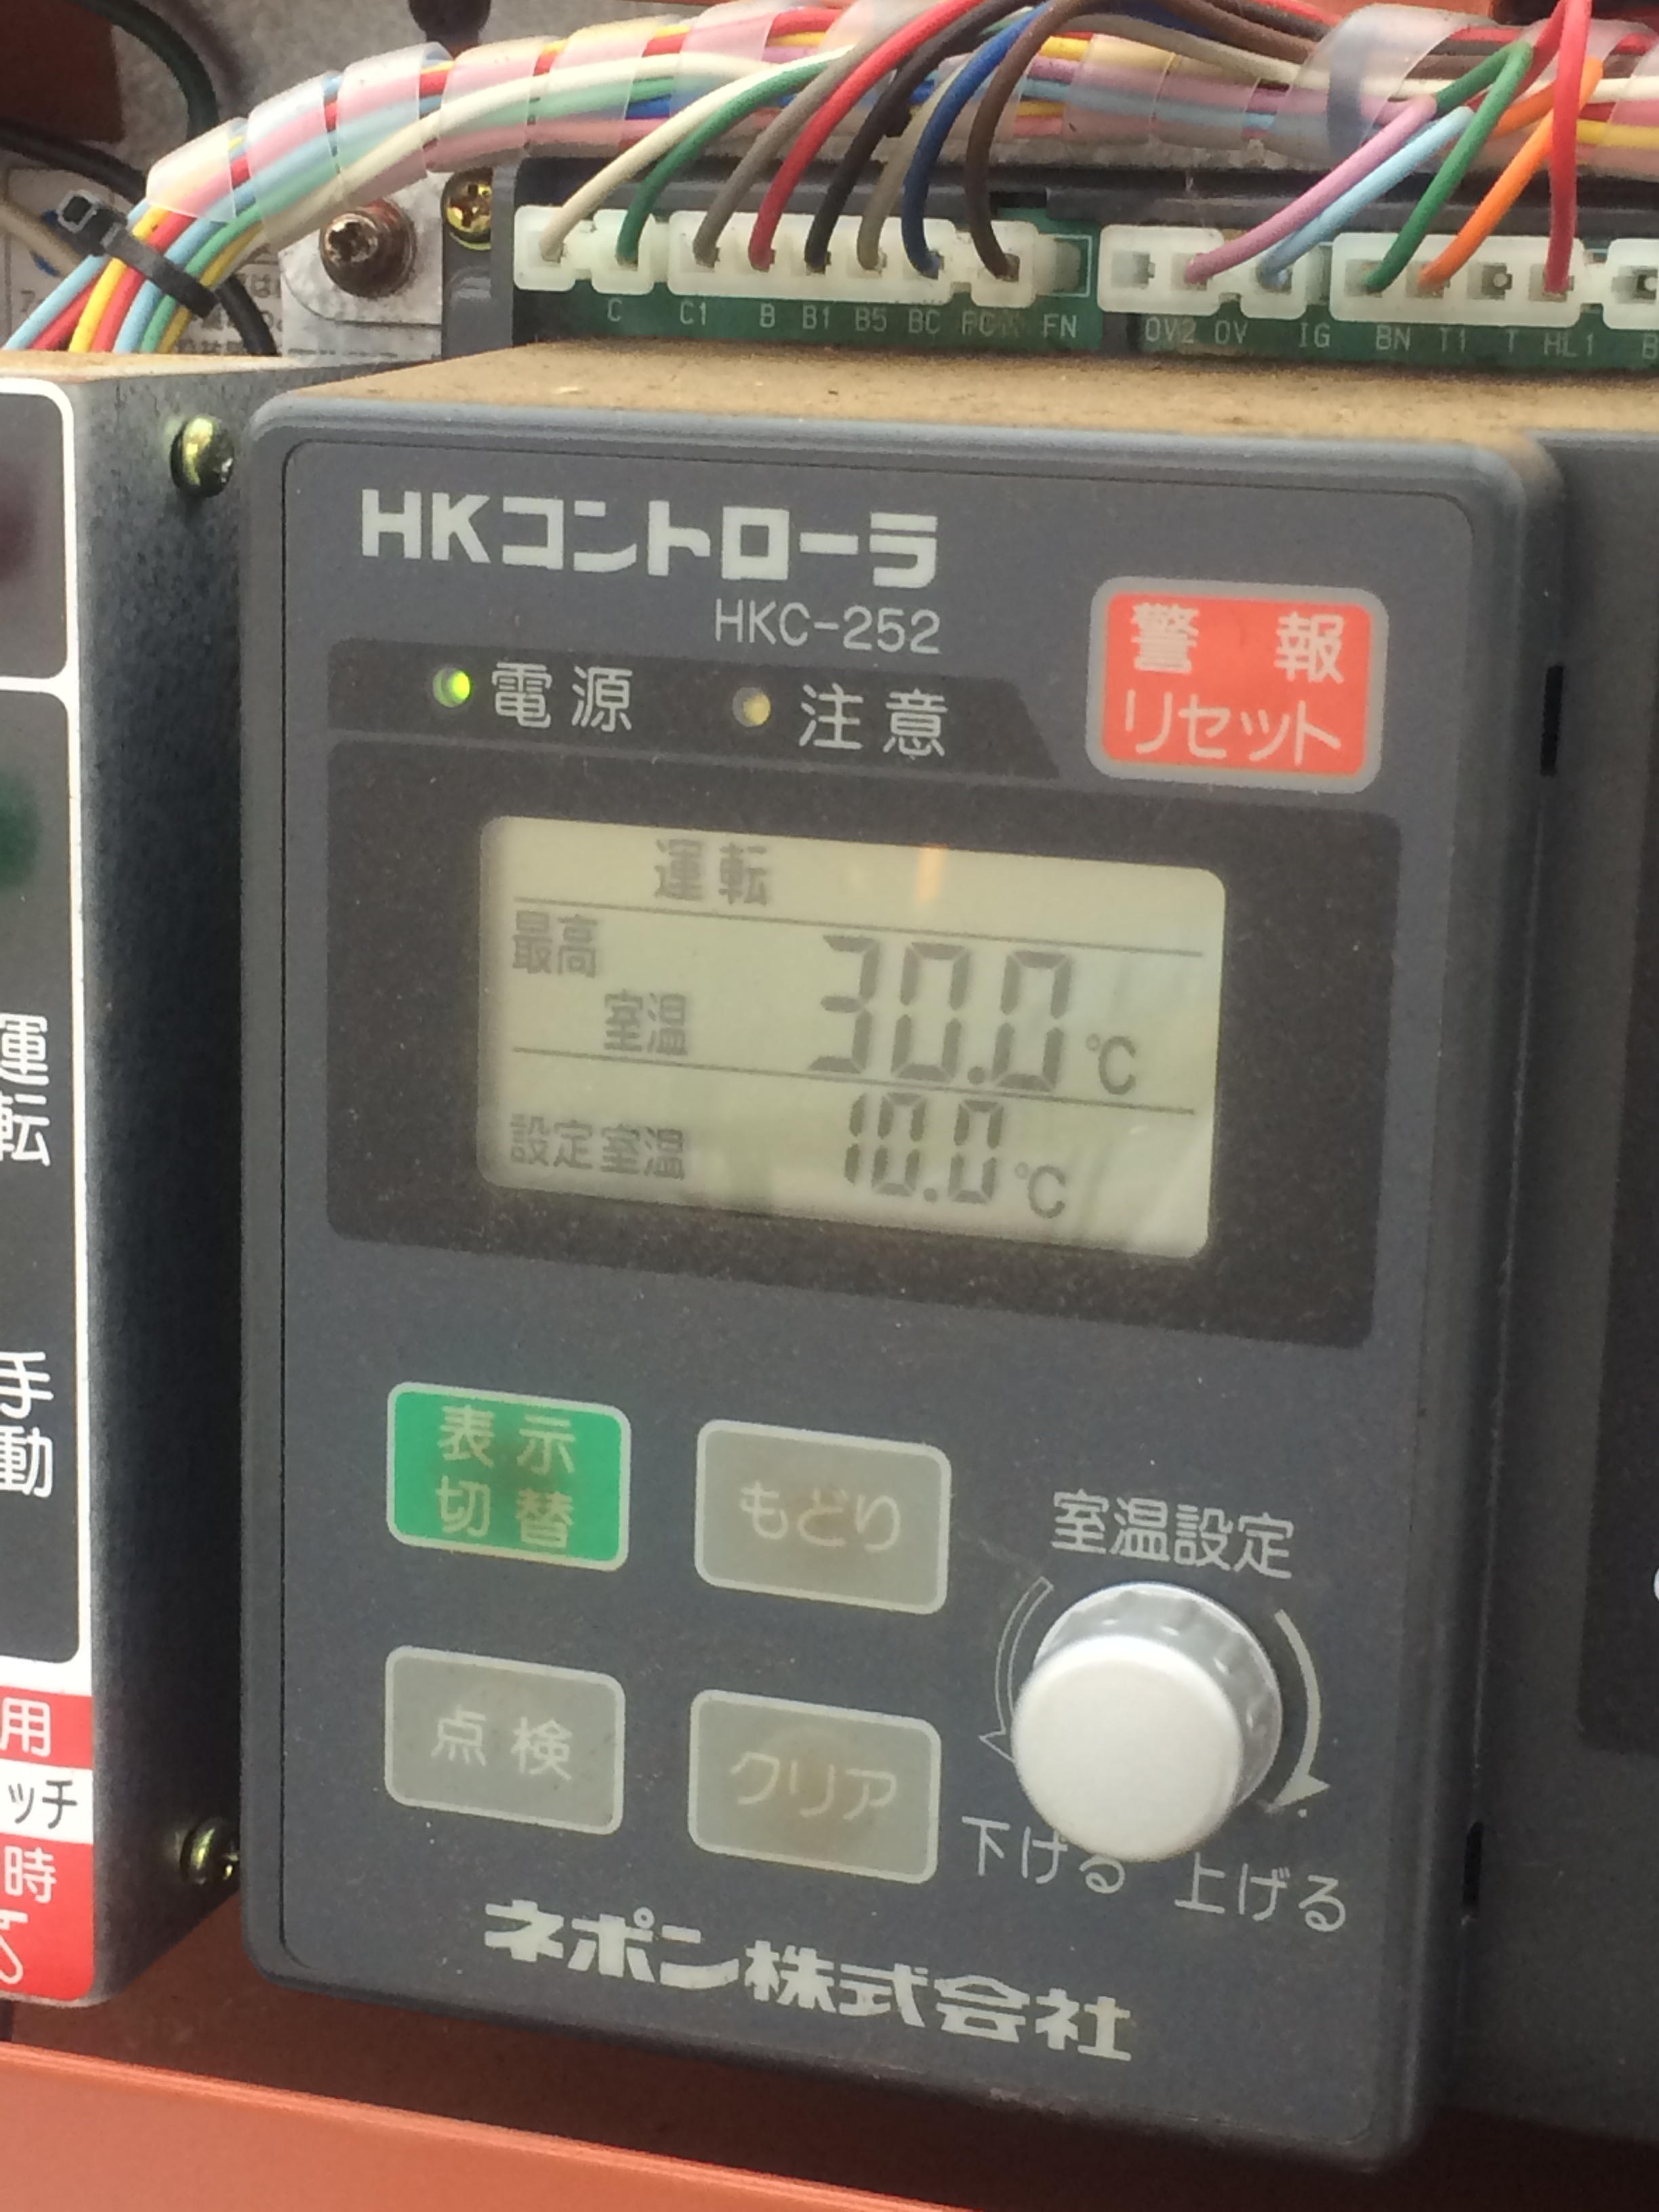 C C1 B B1 B5 BC FC FN
0V2 0V IG BN T1 T HL1
HKコントローラ
HKC-252
電源 注意
警報
リセット
運転
最高
室温 30.0℃
設定室温 10.0℃
表示
切替
もどり
室温設定
点検
クリア
下げる 上げる
ネポン株式会社
運転
手動
用
ッチ
時